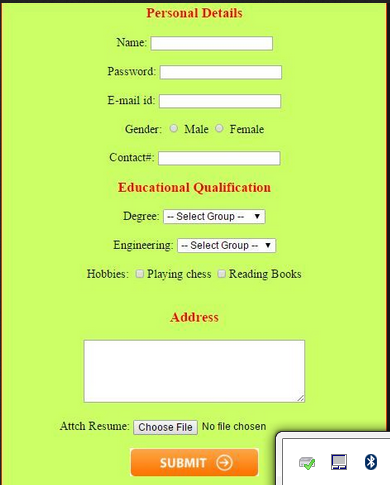 Personal Details
Name:
Password:
E-mail id:
Gender: Male Female
Contact#:
Educational Qualification
Degree: -- Select Group --
Engineering: -- Select Group --
Hobbies: Playing chess Reading Books
Address
Attch Resume: Choose File No file chosen
SUBMIT